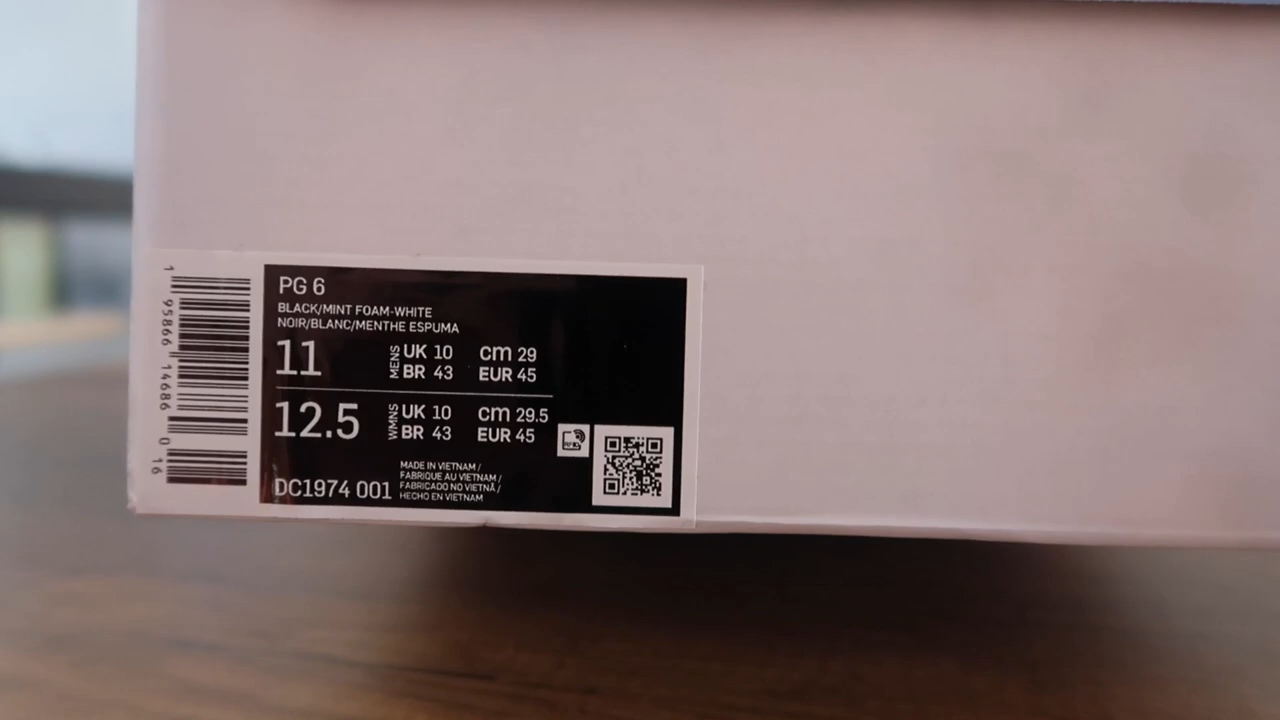 PG 6
BLACK/MINT FOAM-WHITE
NOIR/BLANC/MENTHE ESPUMA
11 MENS UK 10 cm 29
BR 43 EUR 45
12.5 WMNS UK 10 cm 29.5
BR 43 EUR 45
MADE IN VIETNAM /
FABRIQUE AU VIETNAM /
FABRICADO NO VIETNÃ /
HECHO EN VIETNAM
DC1974 001
1 95866 14686 0 16